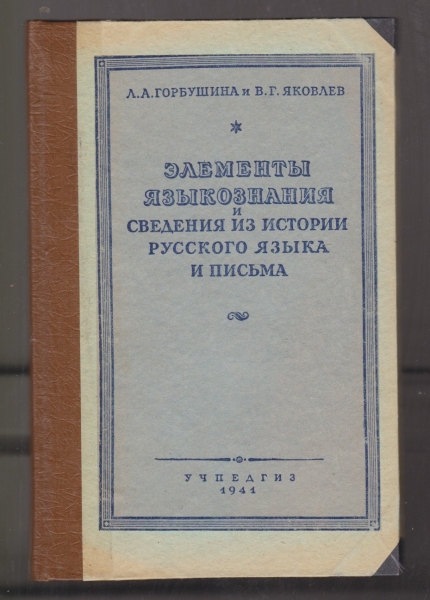 Л.А.ГОРБУШИНА и В.Г.ЯКОВЛЕВ
ЭЛЕМЕНТЫ
ЯЗЫКОЗНАНИЯ
И
СВЕДЕНИЯ ИЗ ИСТОРИИ
РУССКОГО ЯЗЫКА
И ПИСЬМА
УЧПЕДГИЗ
1941